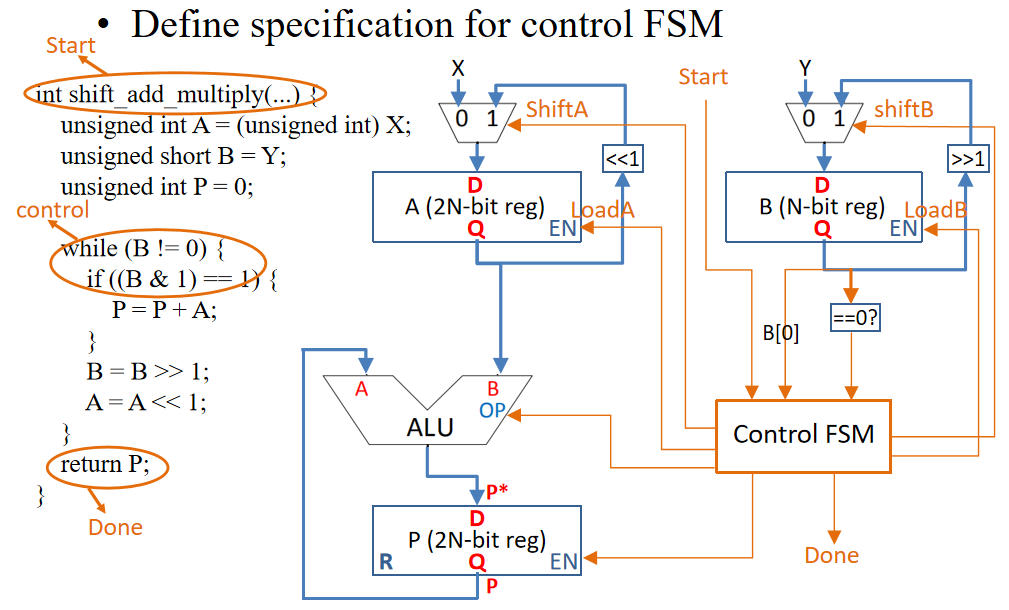 • Define specification for control FSM
Start
int shift_add_multiply(...) {
unsigned int A = (unsigned int) X;
unsigned short B = Y;
unsigned int P = 0;
control
while (B != 0) {
if ((B & 1) == 1) {
P = P + A;
}
B = B >> 1;
A = A << 1;
}
return P;
}
Done
X
0 1
ShiftA
<<1
D
A (2N-bit reg)
LoadA
Q
EN
Start
Y
0 1
shiftB
>>1
D
B (N-bit reg)
LoadB
Q
EN
B[0]
==0?
A
B
OP
ALU
Control FSM
P*
D
P (2N-bit reg)
R
Q
EN
P
Done